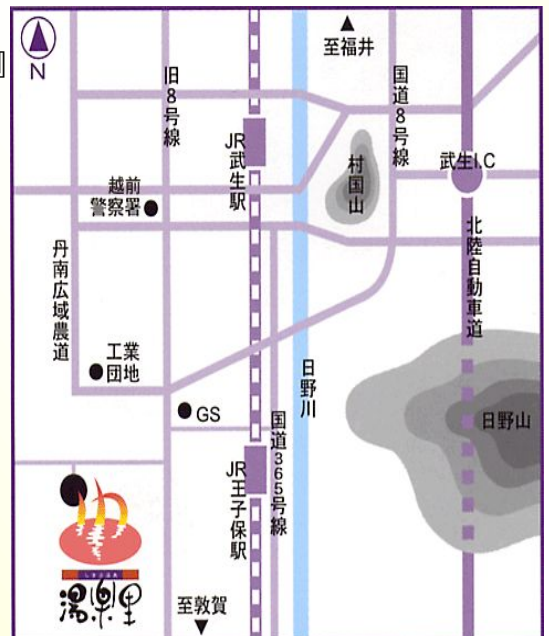 N
至福井
旧8号線
国道8号線
JR武生駅
村国山
武生I.C
越前
警察署
丹南広域農道
北陸自動車道
工業
団地
日野川
GS
国道365号線
日野山
JR王子保駅
湯楽里
至敦賀